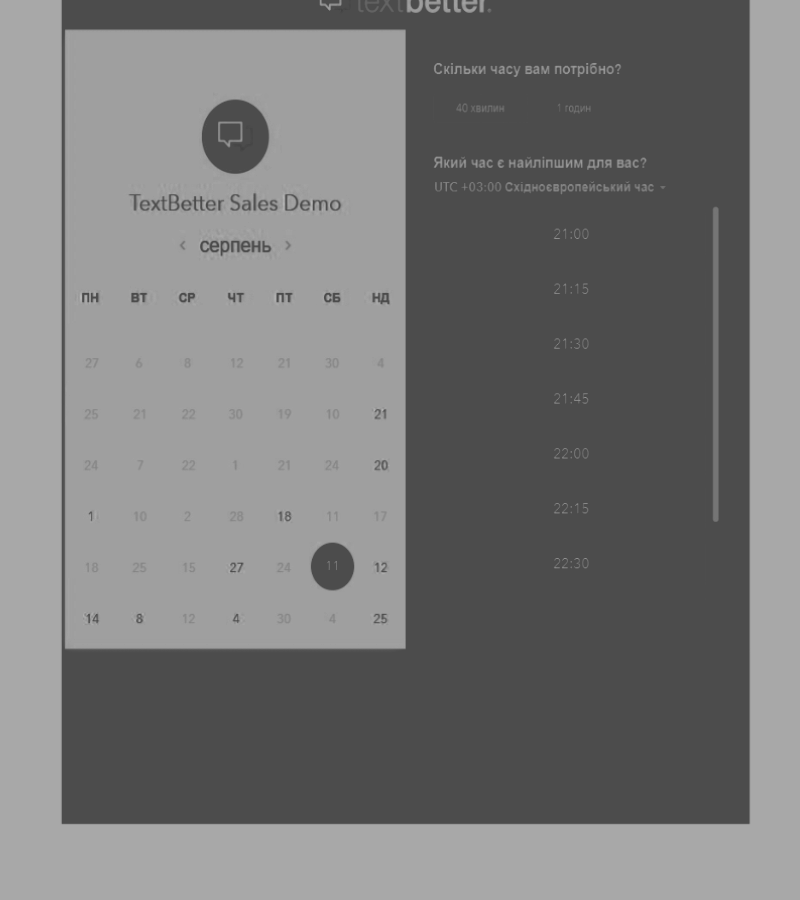 textbetter.
TextBetter Sales Demo
‹ серпень ›
ПН ВТ СР ЧТ ПТ СБ НД
27 6 8 12 21 30 4
25 21 22 30 19 10 21
24 7 22 1 21 24 20
1 10 2 28 18 11 17
18 25 15 27 24 11 12
14 8 12 4 30 4 25
Скільки часу вам потрібно?
40 хвилин 1 годин
Який час є найліпшим для вас?
UTC +03:00 Східноєвропейський час
21:00
21:15
21:30
21:45
22:00
22:15
22:30